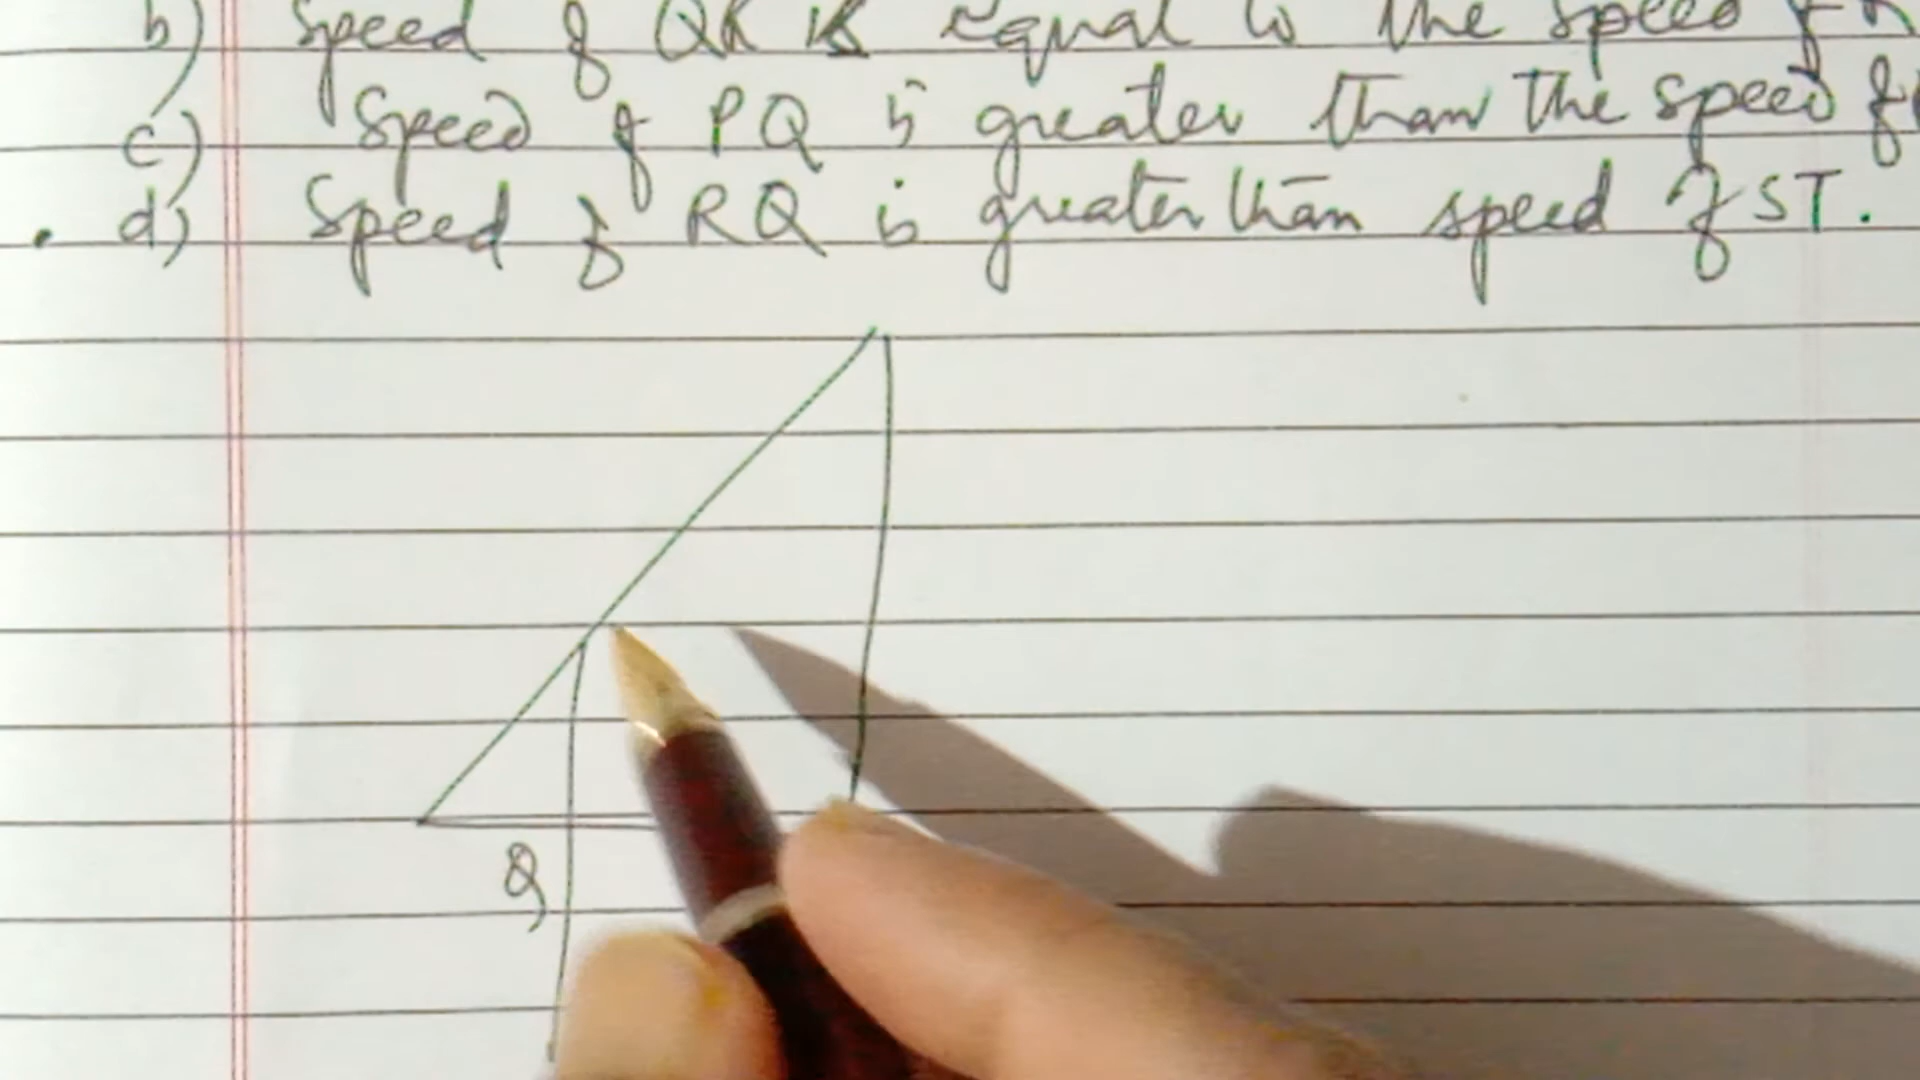 b) Speed of QR is equal to the speed of
c) Speed of PQ is greater than the speed of
d) Speed of RQ is greater than speed of ST.
Q